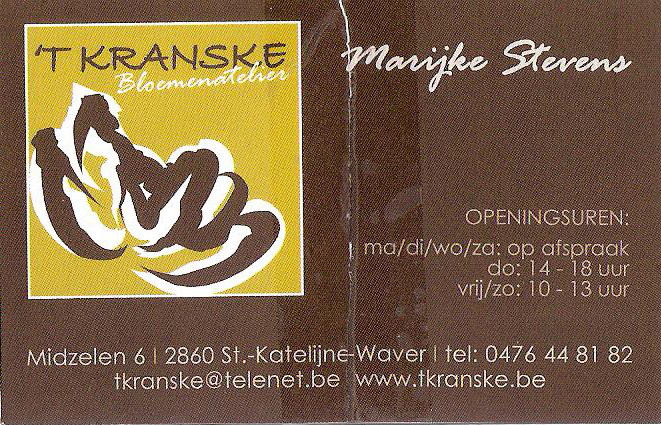 'T KRANSKE
Bloemenatelier
Marijke Stevens
OPENINGSUREN:
ma/di/wo/za: op afspraak
do: 14 - 18 uur
vrij/zo: 10 - 13 uur
Midzelen 6 | 2860 St.-Katelijne-Waver | tel: 0476 44 81 82
tkranske@telenet.be www.tkranske.be